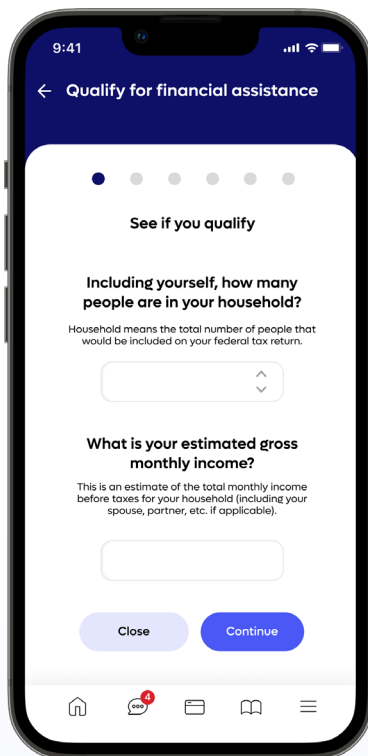 9:41
Qualify for financial assistance
See if you qualify
Including yourself, how many
people are in your household?
Household means the total number of people that
would be included on your federal tax return.
What is your estimated gross
monthly income?
This is an estimate of the total monthly income
before taxes for your household (including your
spouse, partner, etc. if applicable).
Close Continue
4